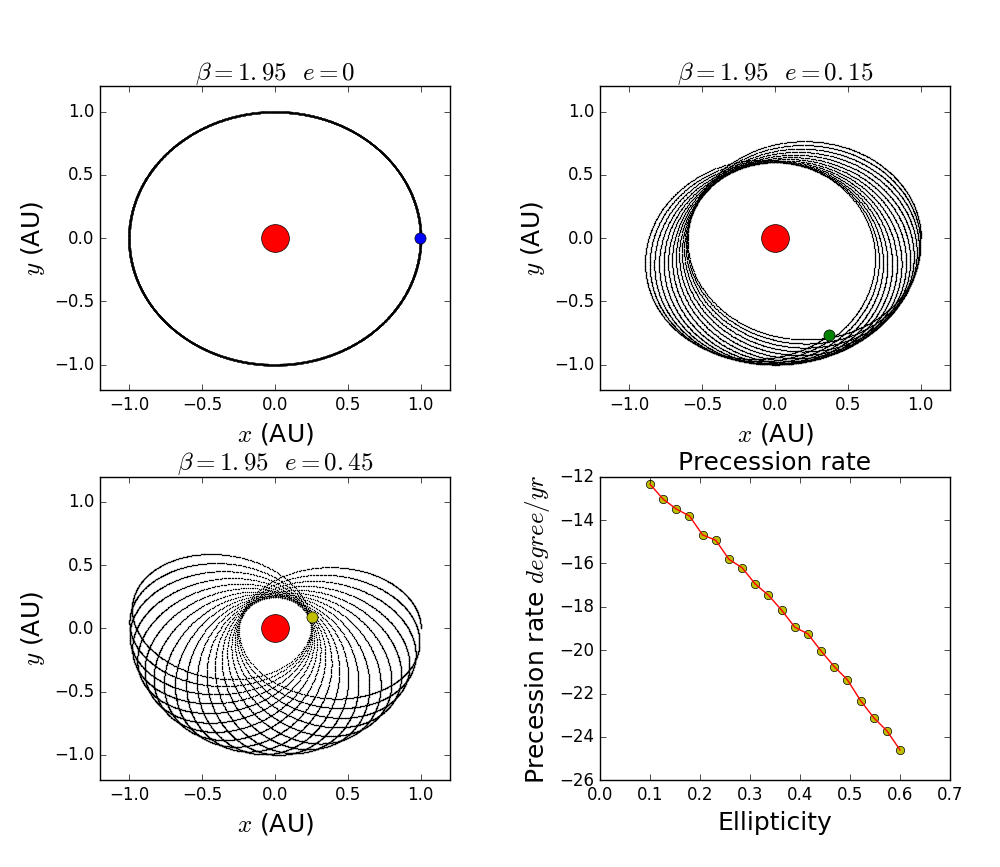 β = 1.95 e = 0
1.0
0.5
0.0
−0.5
−1.0
y (AU)
−1.0 −0.5 0.0 0.5 1.0
x (AU)
β = 1.95 e = 0.15
1.0
0.5
0.0
−0.5
−1.0
y (AU)
−1.0 −0.5 0.0 0.5 1.0
x (AU)
β = 1.95 e = 0.45
1.0
0.5
0.0
−0.5
−1.0
y (AU)
−1.0 −0.5 0.0 0.5 1.0
x (AU)
Precession rate
−12
−14
−16
−18
−20
−22
−24
−26
Precession rate degree/yr
0.0 0.1 0.2 0.3 0.4 0.5 0.6 0.7
Ellipticity